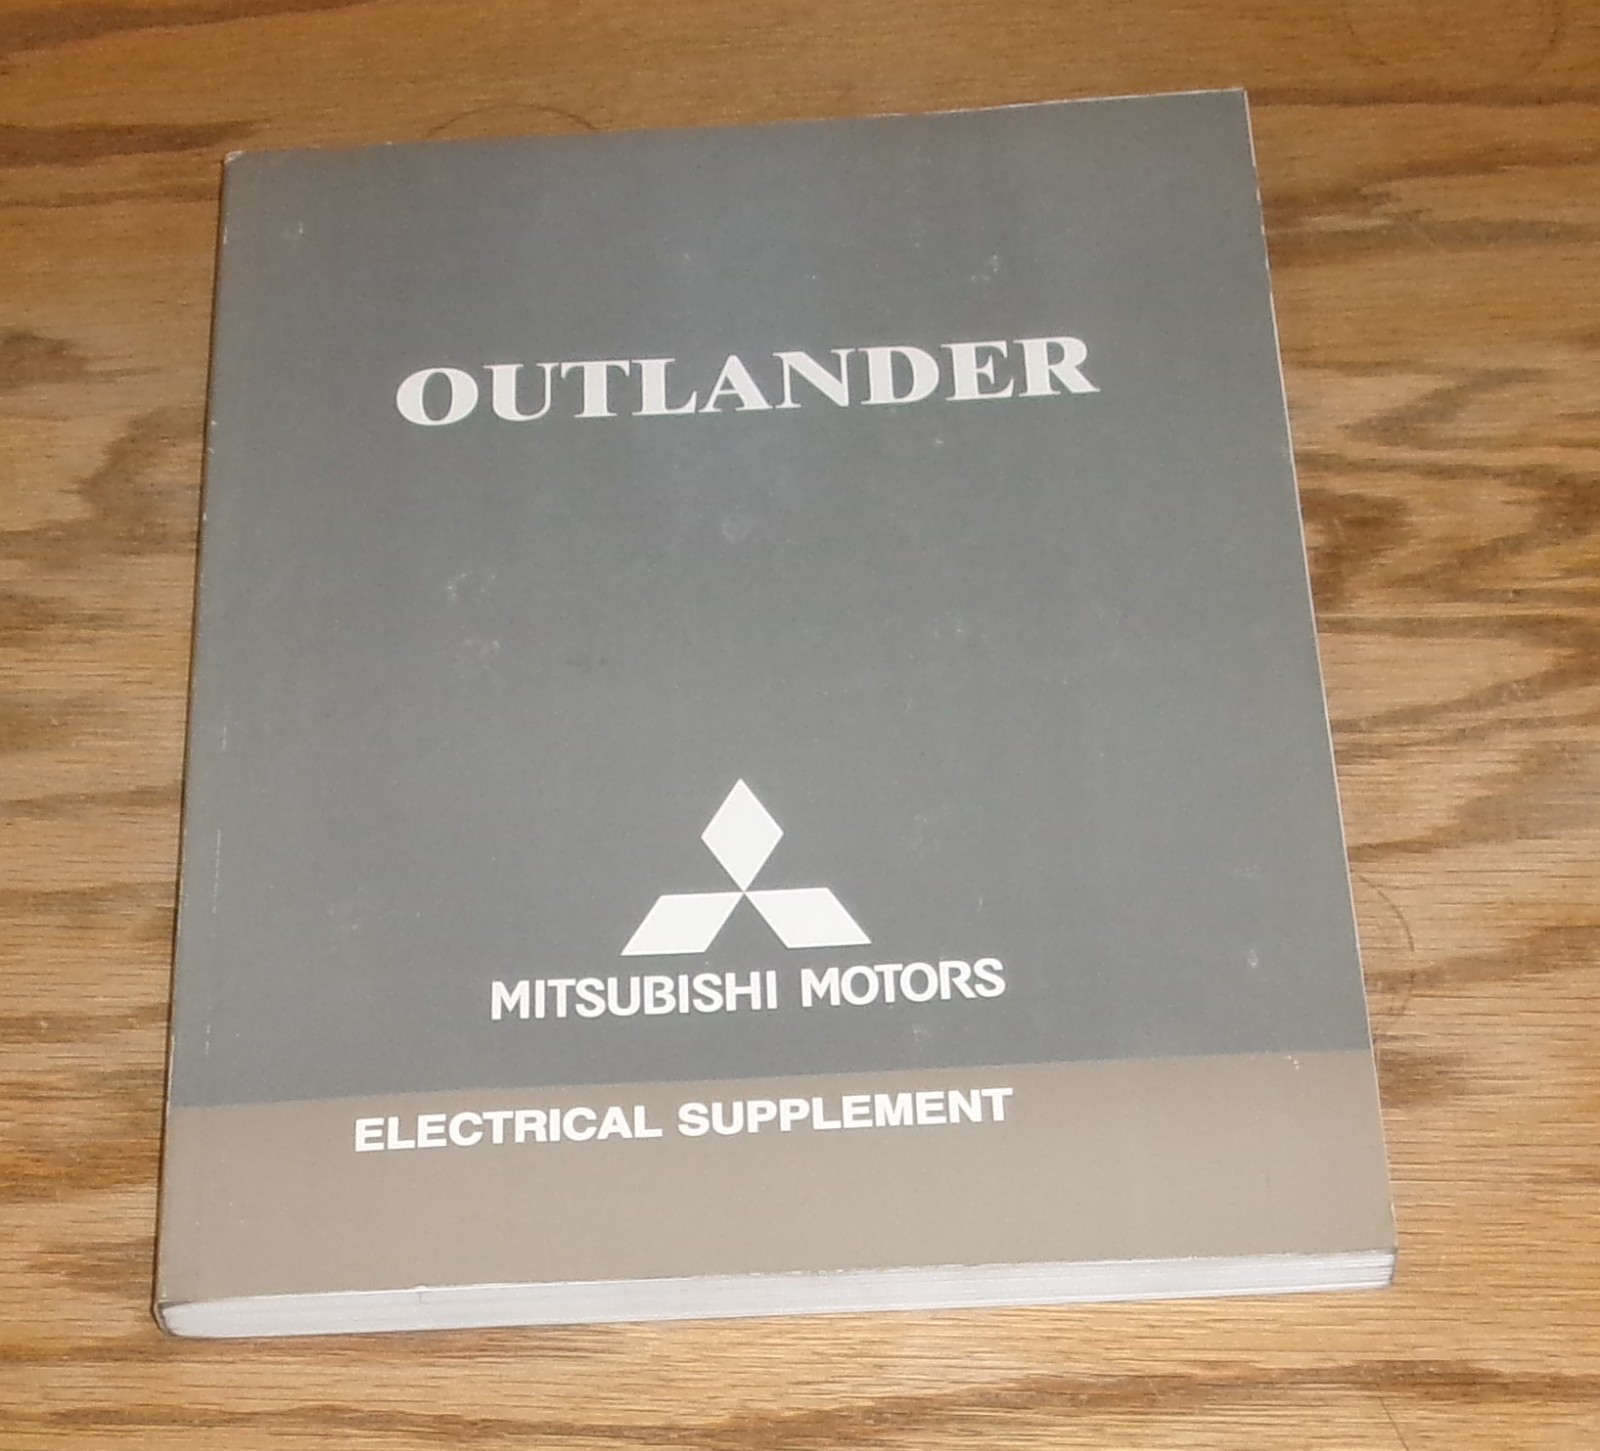 OUTLANDER
MITSUBISHI MOTORS
ELECTRICAL SUPPLEMENT